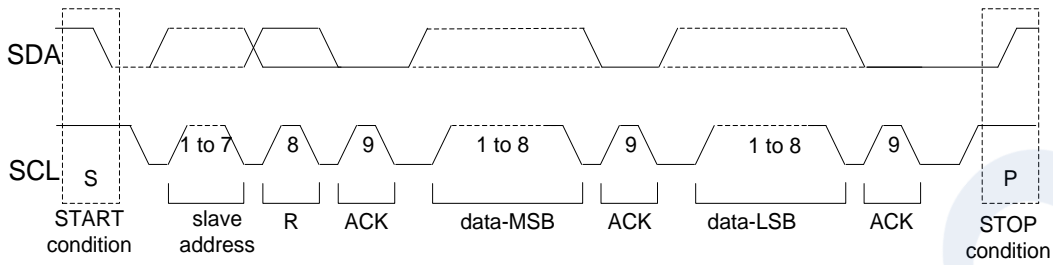 SDA
1 to 7 8 9 1 to 8 9 1 to 8 9
SCL S P
START condition
slave address
R
ACK
data-MSB
ACK
data-LSB
ACK
STOP condition